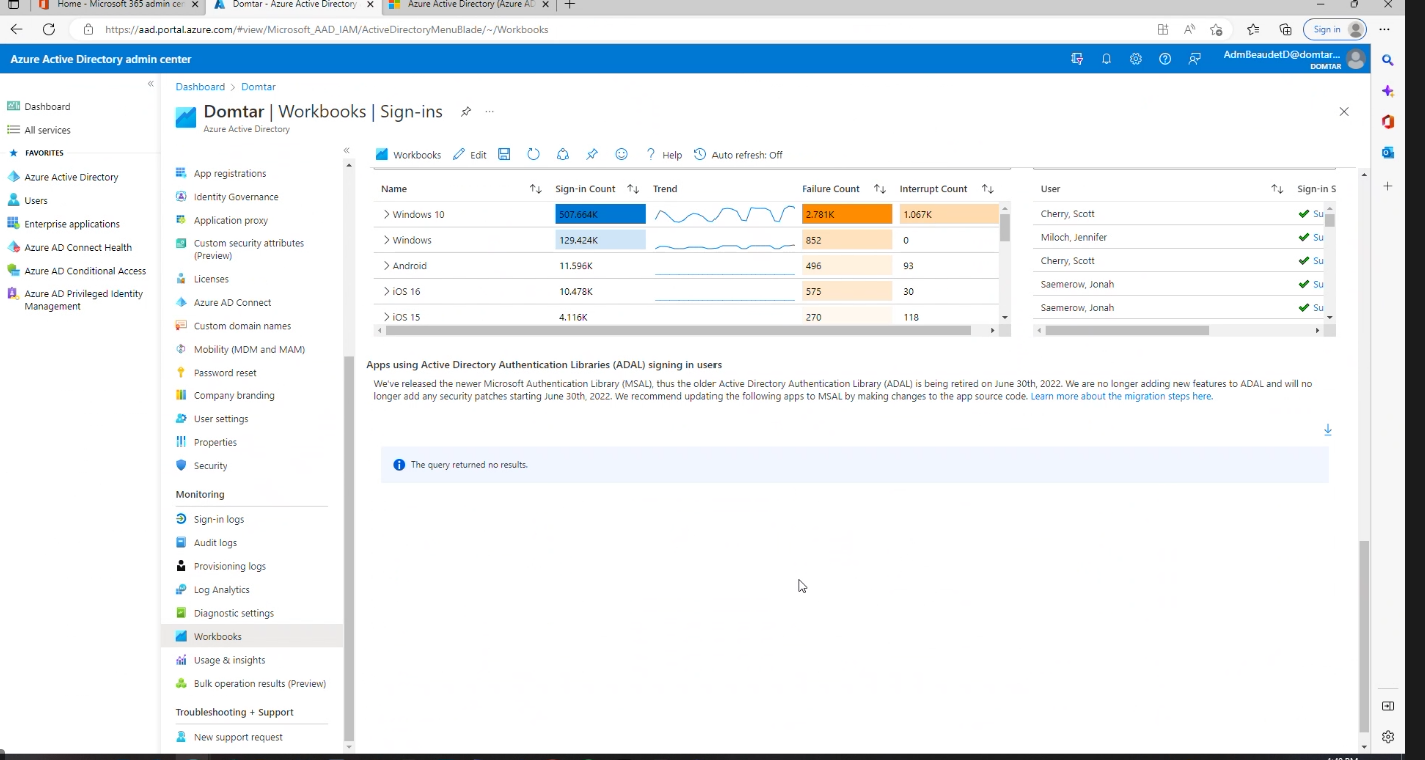 Home - Microsoft 365 admin cer
Domtar - Azure Active Directory
Azure Active Directory (Azure AD
https://aad.portal.azure.com/#view/Microsoft_AAD_IAM/ActiveDirectoryMenuBlade/~/Workbooks
Sign in
Azure Active Directory admin center
AdmBeaudetD@domtar...
DOMTAR
Dashboard
All services
FAVORITES
Azure Active Directory
Users
Enterprise applications
Azure AD Connect Health
Azure AD Conditional Access
Azure AD Privileged Identity
Management
Dashboard > Domtar
Domtar | Workbooks | Sign-ins
Azure Active Directory
App registrations
Identity Governance
Application proxy
Custom security attributes
(Preview)
Licenses
Azure AD Connect
Custom domain names
Mobility (MDM and MAM)
Password reset
Company branding
User settings
Properties
Security
Monitoring
Sign-in logs
Audit logs
Provisioning logs
Log Analytics
Diagnostic settings
Workbooks
Usage & insights
Bulk operation results (Preview)
Troubleshooting + Support
New support request
Workbooks Edit ? Help Auto refresh: Off
Name Sign-in Count Trend Failure Count Interrupt Count
Windows 10 507.664K 2.781K 1.067K
Windows 129.424K 852 0
Android 11.596K 496 93
iOS 16 10.478K 575 30
iOS 15 4.116K 270 118
User Sign-in S
Cherry, Scott Su
Miloch, Jennifer Su
Cherry, Scott Su
Saemerow, Jonah Su
Saemerow, Jonah Su
Apps using Active Directory Authentication Libraries (ADAL) signing in users
We've released the newer Microsoft Authentication Library (MSAL), thus the older Active Directory Authentication Library (ADAL) is being retired on June 30th, 2022. We are no longer adding new features to ADAL and will no
longer add any security patches starting June 30th, 2022. We recommend updating the following apps to MSAL by making changes to the app source code. Learn more about the migration steps here.
The query returned no results.